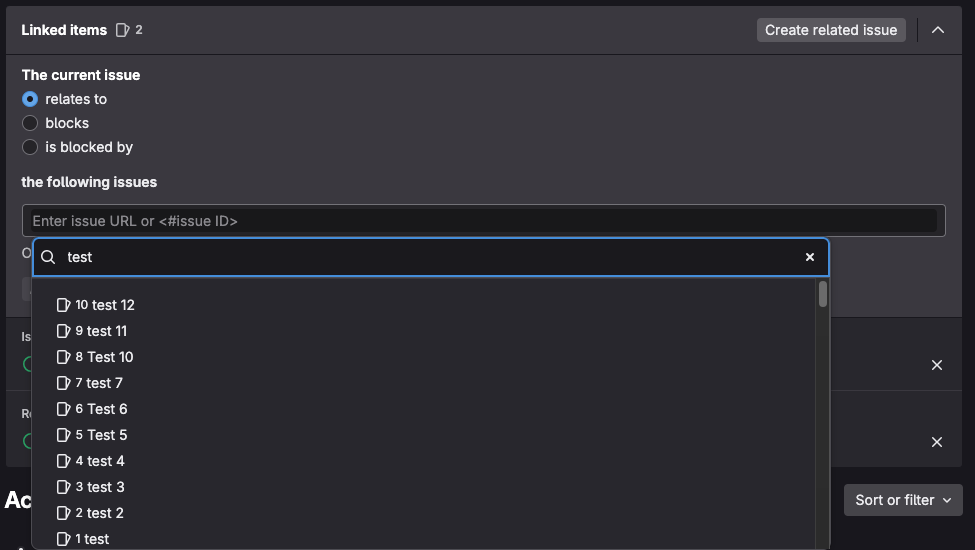 Linked items 2 Create related issue
The current issue
relates to
blocks
is blocked by
the following issues
Enter issue URL or <#issue ID>
test
10 test 12
9 test 11
8 Test 10
7 test 7
6 Test 6
5 Test 5
4 test 4
3 test 3
2 test 2
1 test
Sort or filter